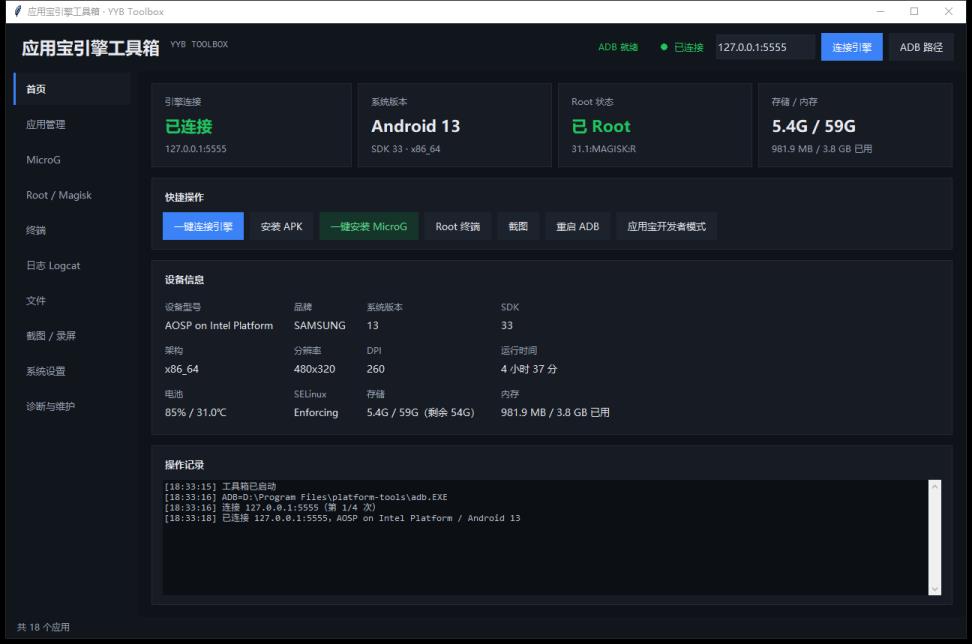 应用宝引擎工具箱 - YYB Toolbox
应用宝引擎工具箱 YYB TOOLBOX
ADB 就绪 ● 已连接 127.0.0.1:5555 连接引擎 ADB 路径
首页
应用管理
MicroG
Root / Magisk
终端
日志 Logcat
文件
截图 / 录屏
系统设置
诊断与维护
引擎连接
已连接
127.0.0.1:5555
系统版本
Android 13
SDK 33 · x86_64
Root 状态
已 Root
31.1:MAGISK:R
存储 / 内存
5.4G / 59G
981.9 MB / 3.8 GB 已用
快捷操作
一键连接引擎 安装 APK 一键安装 MicroG Root 终端 截图 重启 ADB 应用宝开发者模式
设备信息
设备型号 品牌 系统版本 SDK
AOSP on Intel Platform SAMSUNG 13 33
架构 分辨率 DPI 运行时间
x86_64 480x320 260 4 小时 37 分
电池 SELinux 存储 内存
85% / 31.0℃ Enforcing 5.4G / 59G（剩余 54G） 981.9 MB / 3.8 GB 已用
操作记录
[18:33:15] 工具箱已启动
[18:33:16] ADB=D:\Program Files\platform-tools\adb.EXE
[18:33:16] 连接 127.0.0.1:5555（第 1/4 次）
[18:33:18] 已连接 127.0.0.1:5555，AOSP on Intel Platform / Android 13
共 18 个应用